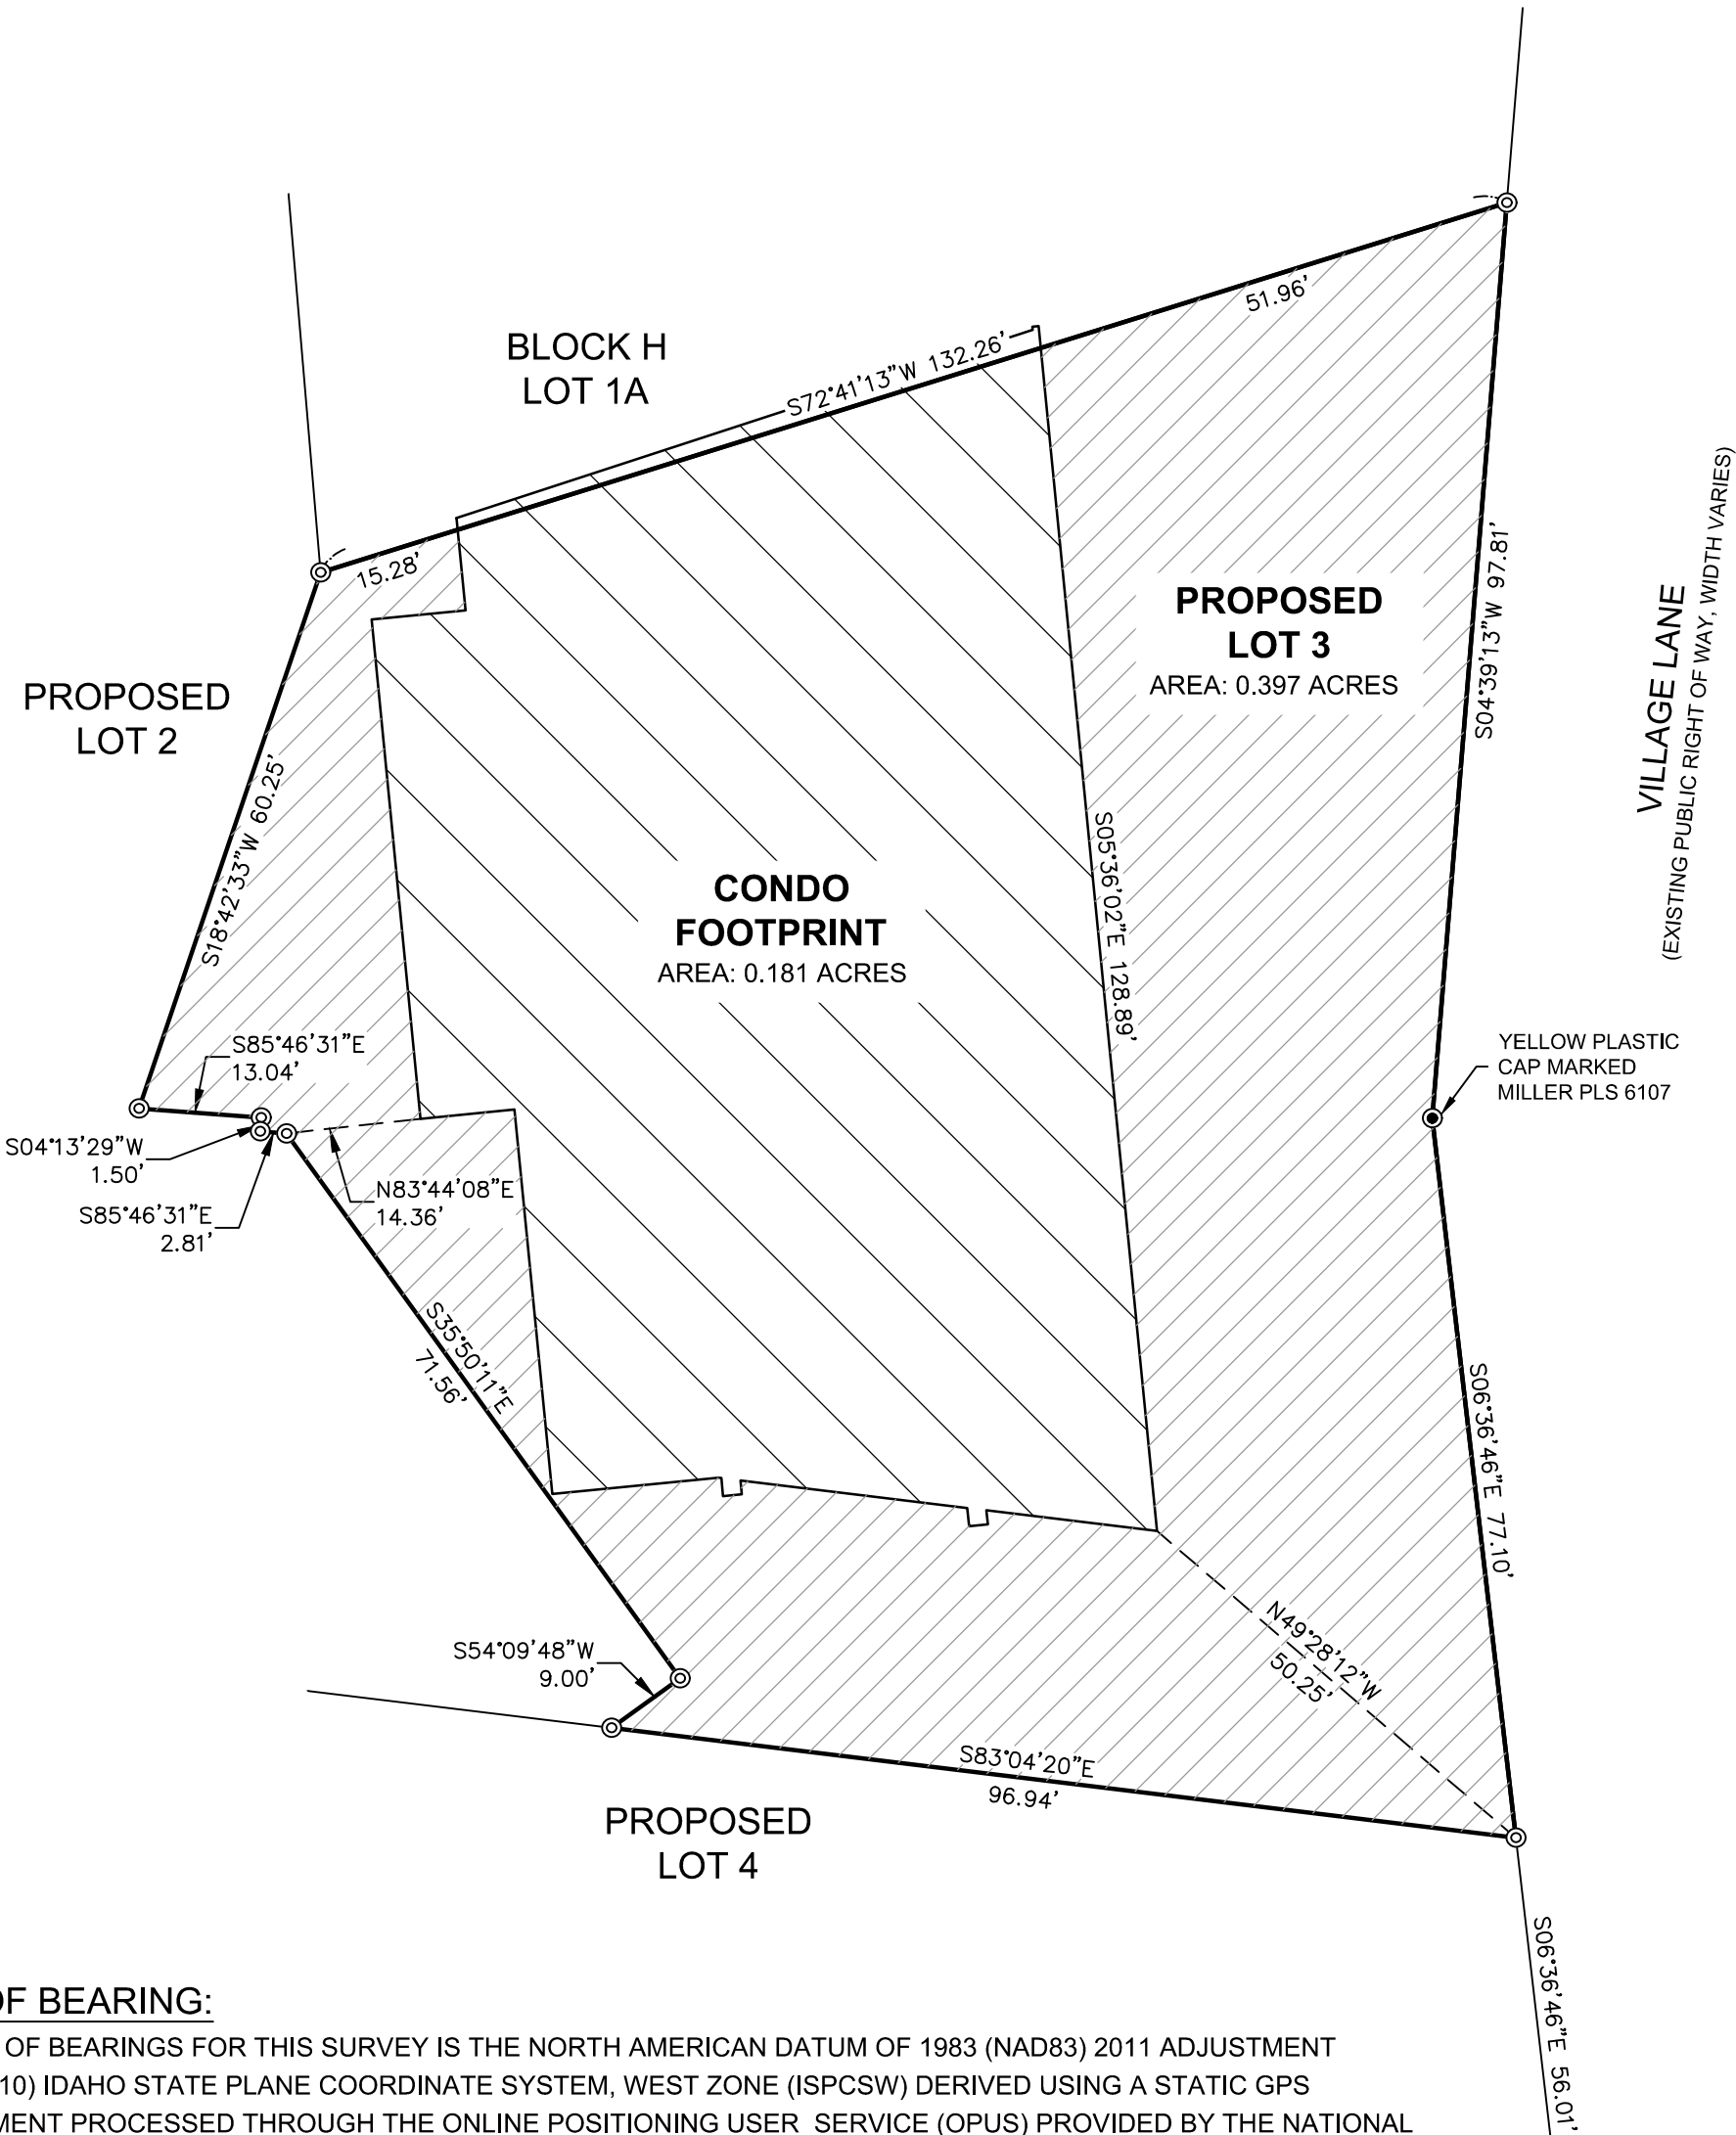 BLOCK H
LOT 1A
S72°41'13"W 132.26'
51.96'
15.28'
PROPOSED
LOT 2
PROPOSED
LOT 3
AREA: 0.397 ACRES
S04°39'13"W 97.81'
VILLAGE LANE
(EXISTING PUBLIC RIGHT OF WAY, WIDTH VARIES)
S18°42'33"W 60.25'
CONDO
FOOTPRINT
AREA: 0.181 ACRES
S05°36'02"E 128.89'
S85°46'31"E
13.04'
YELLOW PLASTIC
CAP MARKED
MILLER PLS 6107
S04°13'29"W
1.50'
S85°46'31"E
2.81'
N83°44'08"E
14.36'
S35°50'11"E
71.56'
S06°36'46"E 77.10'
S54°09'48"W
9.00'
N49°28'12"W
50.25'
S83°04'20"E
96.94'
PROPOSED
LOT 4
S06°36'46"E 56.01'
OF BEARING:
OF BEARINGS FOR THIS SURVEY IS THE NORTH AMERICAN DATUM OF 1983 (NAD83) 2011 ADJUSTMENT
10) IDAHO STATE PLANE COORDINATE SYSTEM, WEST ZONE (ISPCSW) DERIVED USING A STATIC GPS
MENT PROCESSED THROUGH THE ONLINE POSITIONING USER SERVICE (OPUS) PROVIDED BY THE NATIONAL